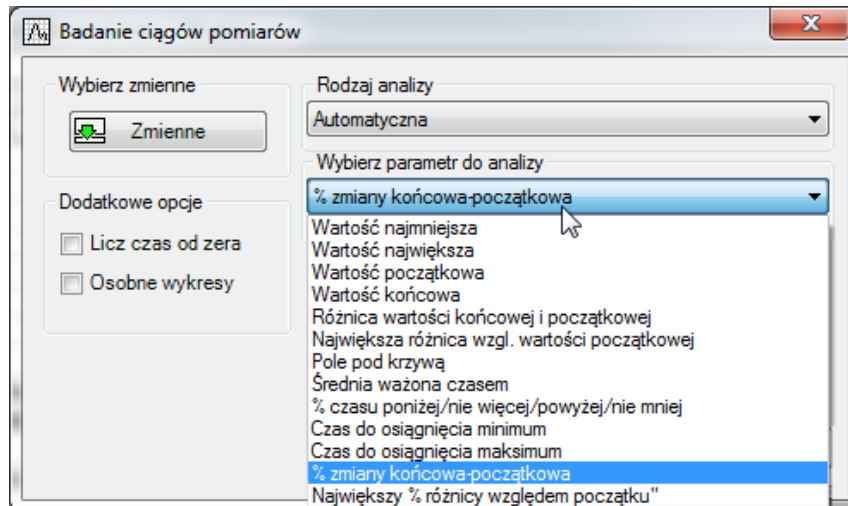 Badanie ciągów pomiarów
Wybierz zmienne
Zmienne
Dodatkowe opcje
Licz czas od zera
Osobne wykresy
Rodzaj analizy
Automatyczna
Wybierz parametr do analizy
% zmiany końcowa-początkowa
Wartość najmniejsza
Wartość największa
Wartość początkowa
Wartość końcowa
Różnica wartości końcowej i początkowej
Największa różnica wzgl. wartości początkowej
Pole pod krzywą
Średnia ważona czasem
% czasu poniżej/nie więcej/powyżej/nie mniej
Czas do osiągnięcia minimum
Czas do osiągnięcia maksimum
% zmiany końcowa-początkowa
Największy % różnicy względem początku"